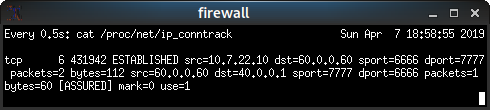 firewall
Every 0.5s: cat /proc/net/ip_conntrack Sun Apr 7 18:58:55 2019
tcp 6 431942 ESTABLISHED src=10.7.22.10 dst=60.0.0.60 sport=6666 dport=7777
packets=2 bytes=112 src=60.0.0.60 dst=40.0.0.1 sport=7777 dport=6666 packets=1
bytes=60 [ASSURED] mark=0 use=1